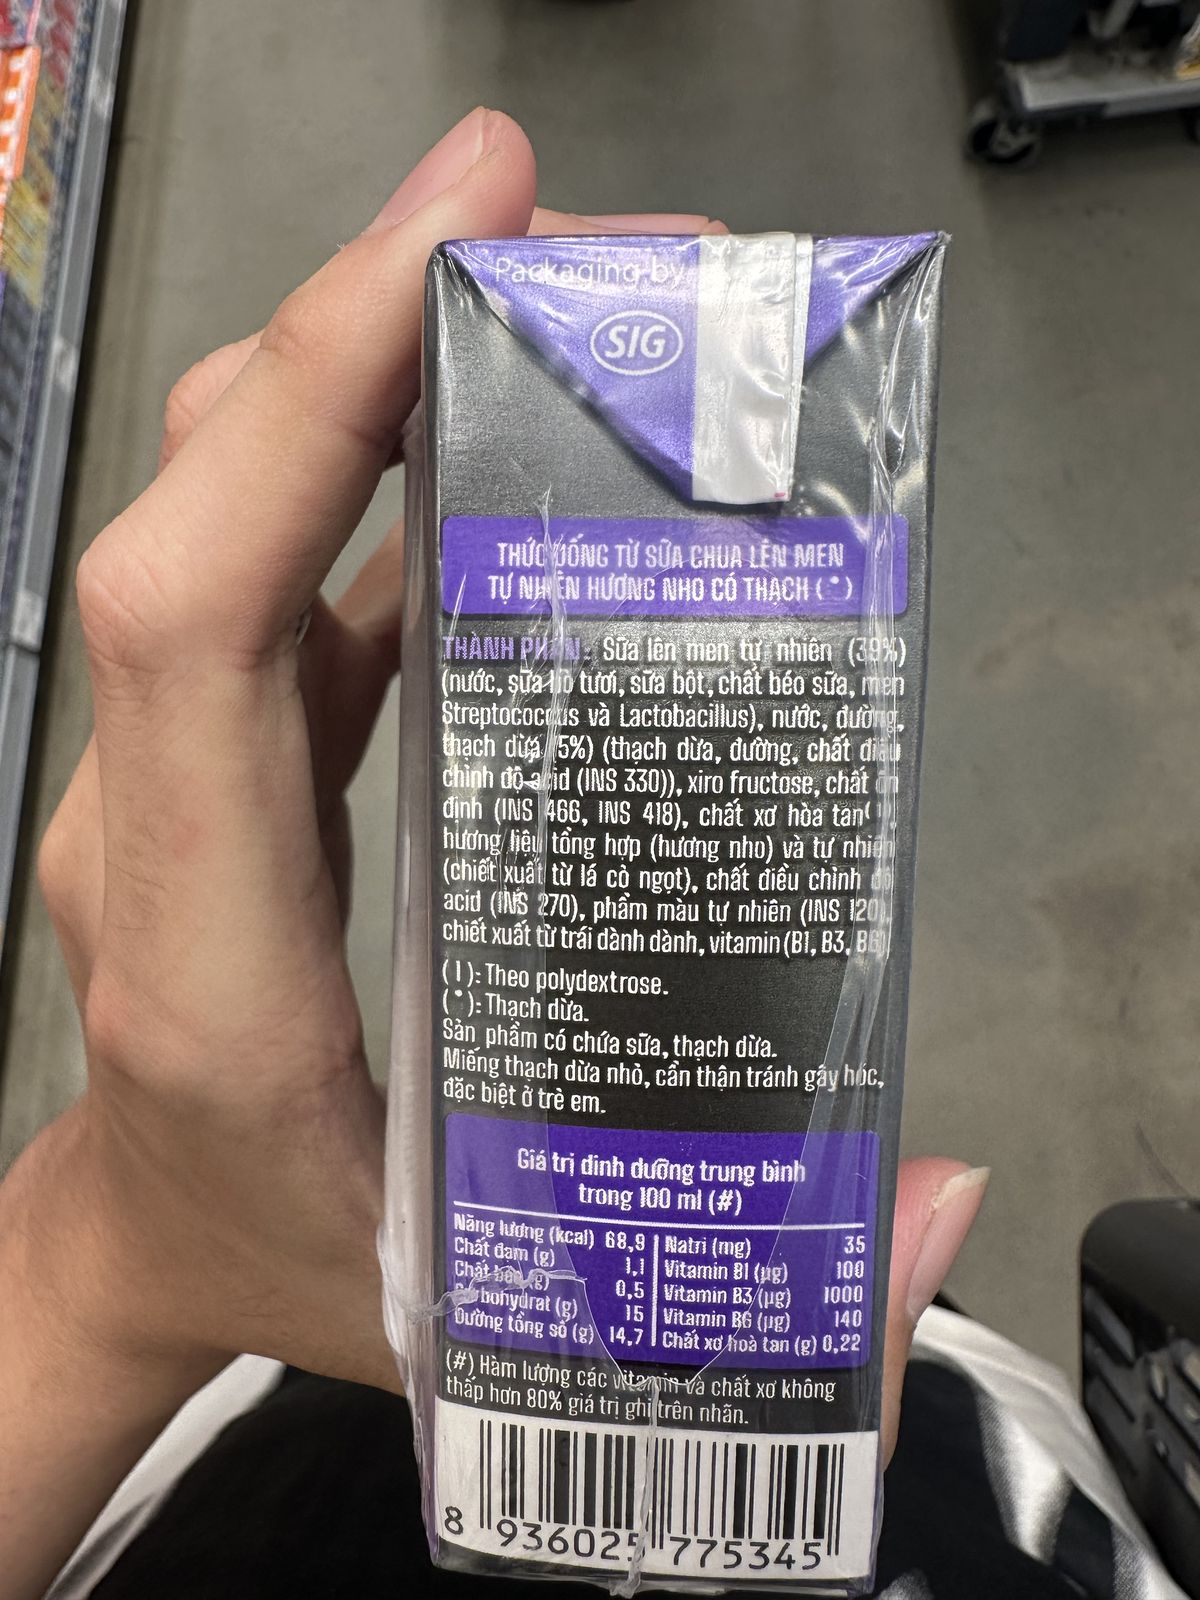 Packaging by
SIG
THỨC UỐNG TỪ SỮA CHUA LÊN MEN
TỰ NHIÊN HƯƠNG NHO CÓ THẠCH (*)
THÀNH PHẦN: Sữa lên men tự nhiên (39%)
(nước, sữa bò tươi, sữa bột, chất béo sữa, men
Streptococcus và Lactobacillus), nước, đường,
thạch dừa (5%) (thạch dừa, đường, chất điều
chỉnh độ acid (INS 330)), xiro fructose, chất ổn
định (INS 466, INS 418), chất xơ hòa tan
hương liệu tổng hợp (hương nho) và tự nhiên
(chiết xuất từ lá cỏ ngọt), chất điều chỉnh độ
acid (INS 270), phẩm màu tự nhiên (INS 120),
chiết xuất từ trái dành dành, vitamin (B1, B3, B6)
(1): Theo polydextrose.
(*): Thạch dừa.
Sản phẩm có chứa sữa, thạch dừa.
Miếng thạch dừa nhỏ, cẩn thận tránh gây hóc,
đặc biệt ở trẻ em.
Giá trị dinh dưỡng trung bình
trong 100 ml (#)
Năng lượng (kcal) 68,9
Chất đạm (g) 1,1
Chất béo (g) 0,5
Carbohydrat (g) 15
Đường tổng số (g) 14,7
Natri (mg) 35
Vitamin B1 (µg) 100
Vitamin B3 (µg) 1000
Vitamin B6 (µg) 140
Chất xơ hoà tan (g) 0,22
(#) Hàm lượng các vitamin và chất xơ không
thấp hơn 80% giá trị ghi trên nhãn.
8 936025 775345